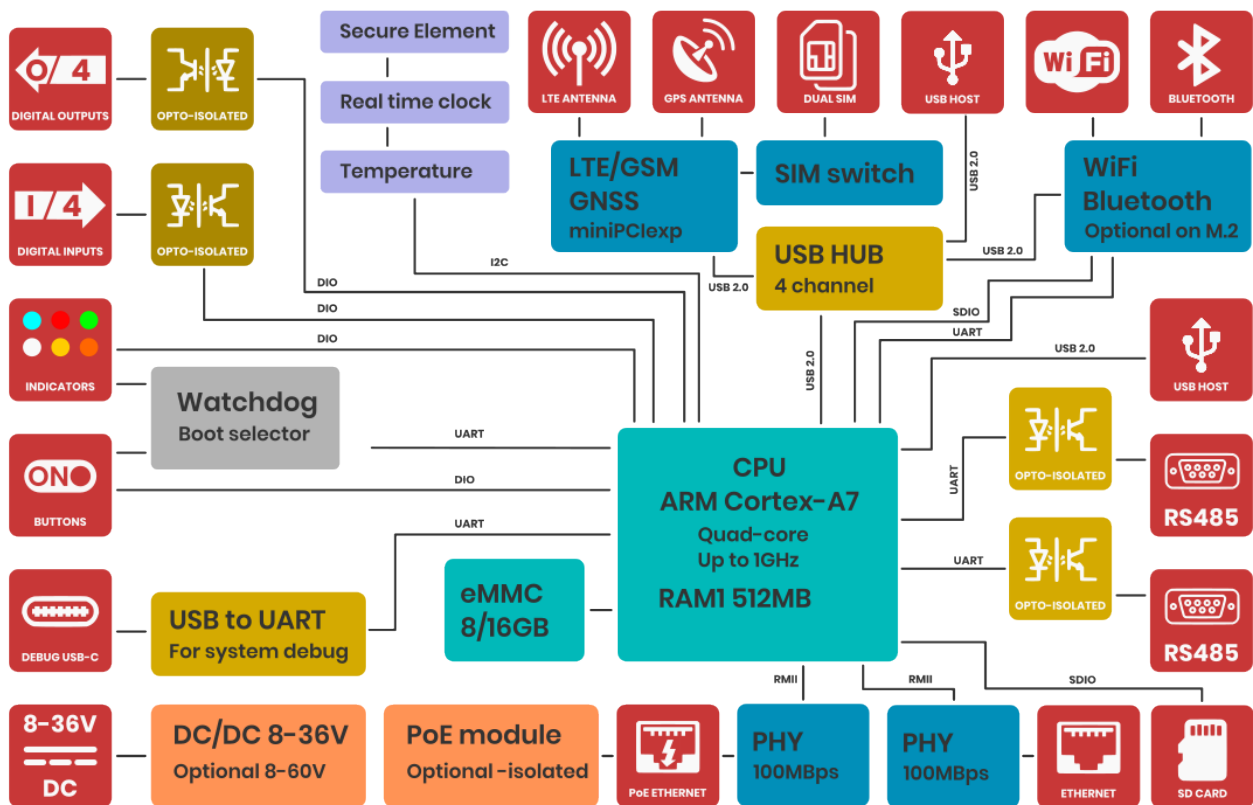 O/4
DIGITAL OUTPUTS
OPTO-ISOLATED
Secure Element
Real time clock
Temperature
LTE ANTENNA
GPS ANTENNA
DUAL SIM
USB HOST
Wi Fi
BLUETOOTH
I/4
DIGITAL INPUTS
OPTO-ISOLATED
LTE/GSM
GNSS
miniPCIexp
SIM switch
USB 2.0
WiFi
Bluetooth
Optional on M.2
USB HUB
4 channel
USB 2.0
USB 2.0
I2C
DIO
DIO
DIO
SDIO
UART
USB 2.0
USB 2.0
USB HOST
INDICATORS
Watchdog
Boot selector
UART
ON
BUTTONS
DIO
UART
CPU
ARM Cortex-A7
Quad-core
Up to 1GHz
RAM1 512MB
UART
OPTO-ISOLATED
RS485
UART
OPTO-ISOLATED
RS485
eMMC
8/16GB
DEBUG USB-C
USB to UART
For system debug
RMII
RMII
SDIO
8-36V
DC
DC/DC 8-36V
Optional 8-60V
PoE module
Optional -isolated
PoE ETHERNET
PHY
100MBps
PHY
100MBps
ETHERNET
SD CARD